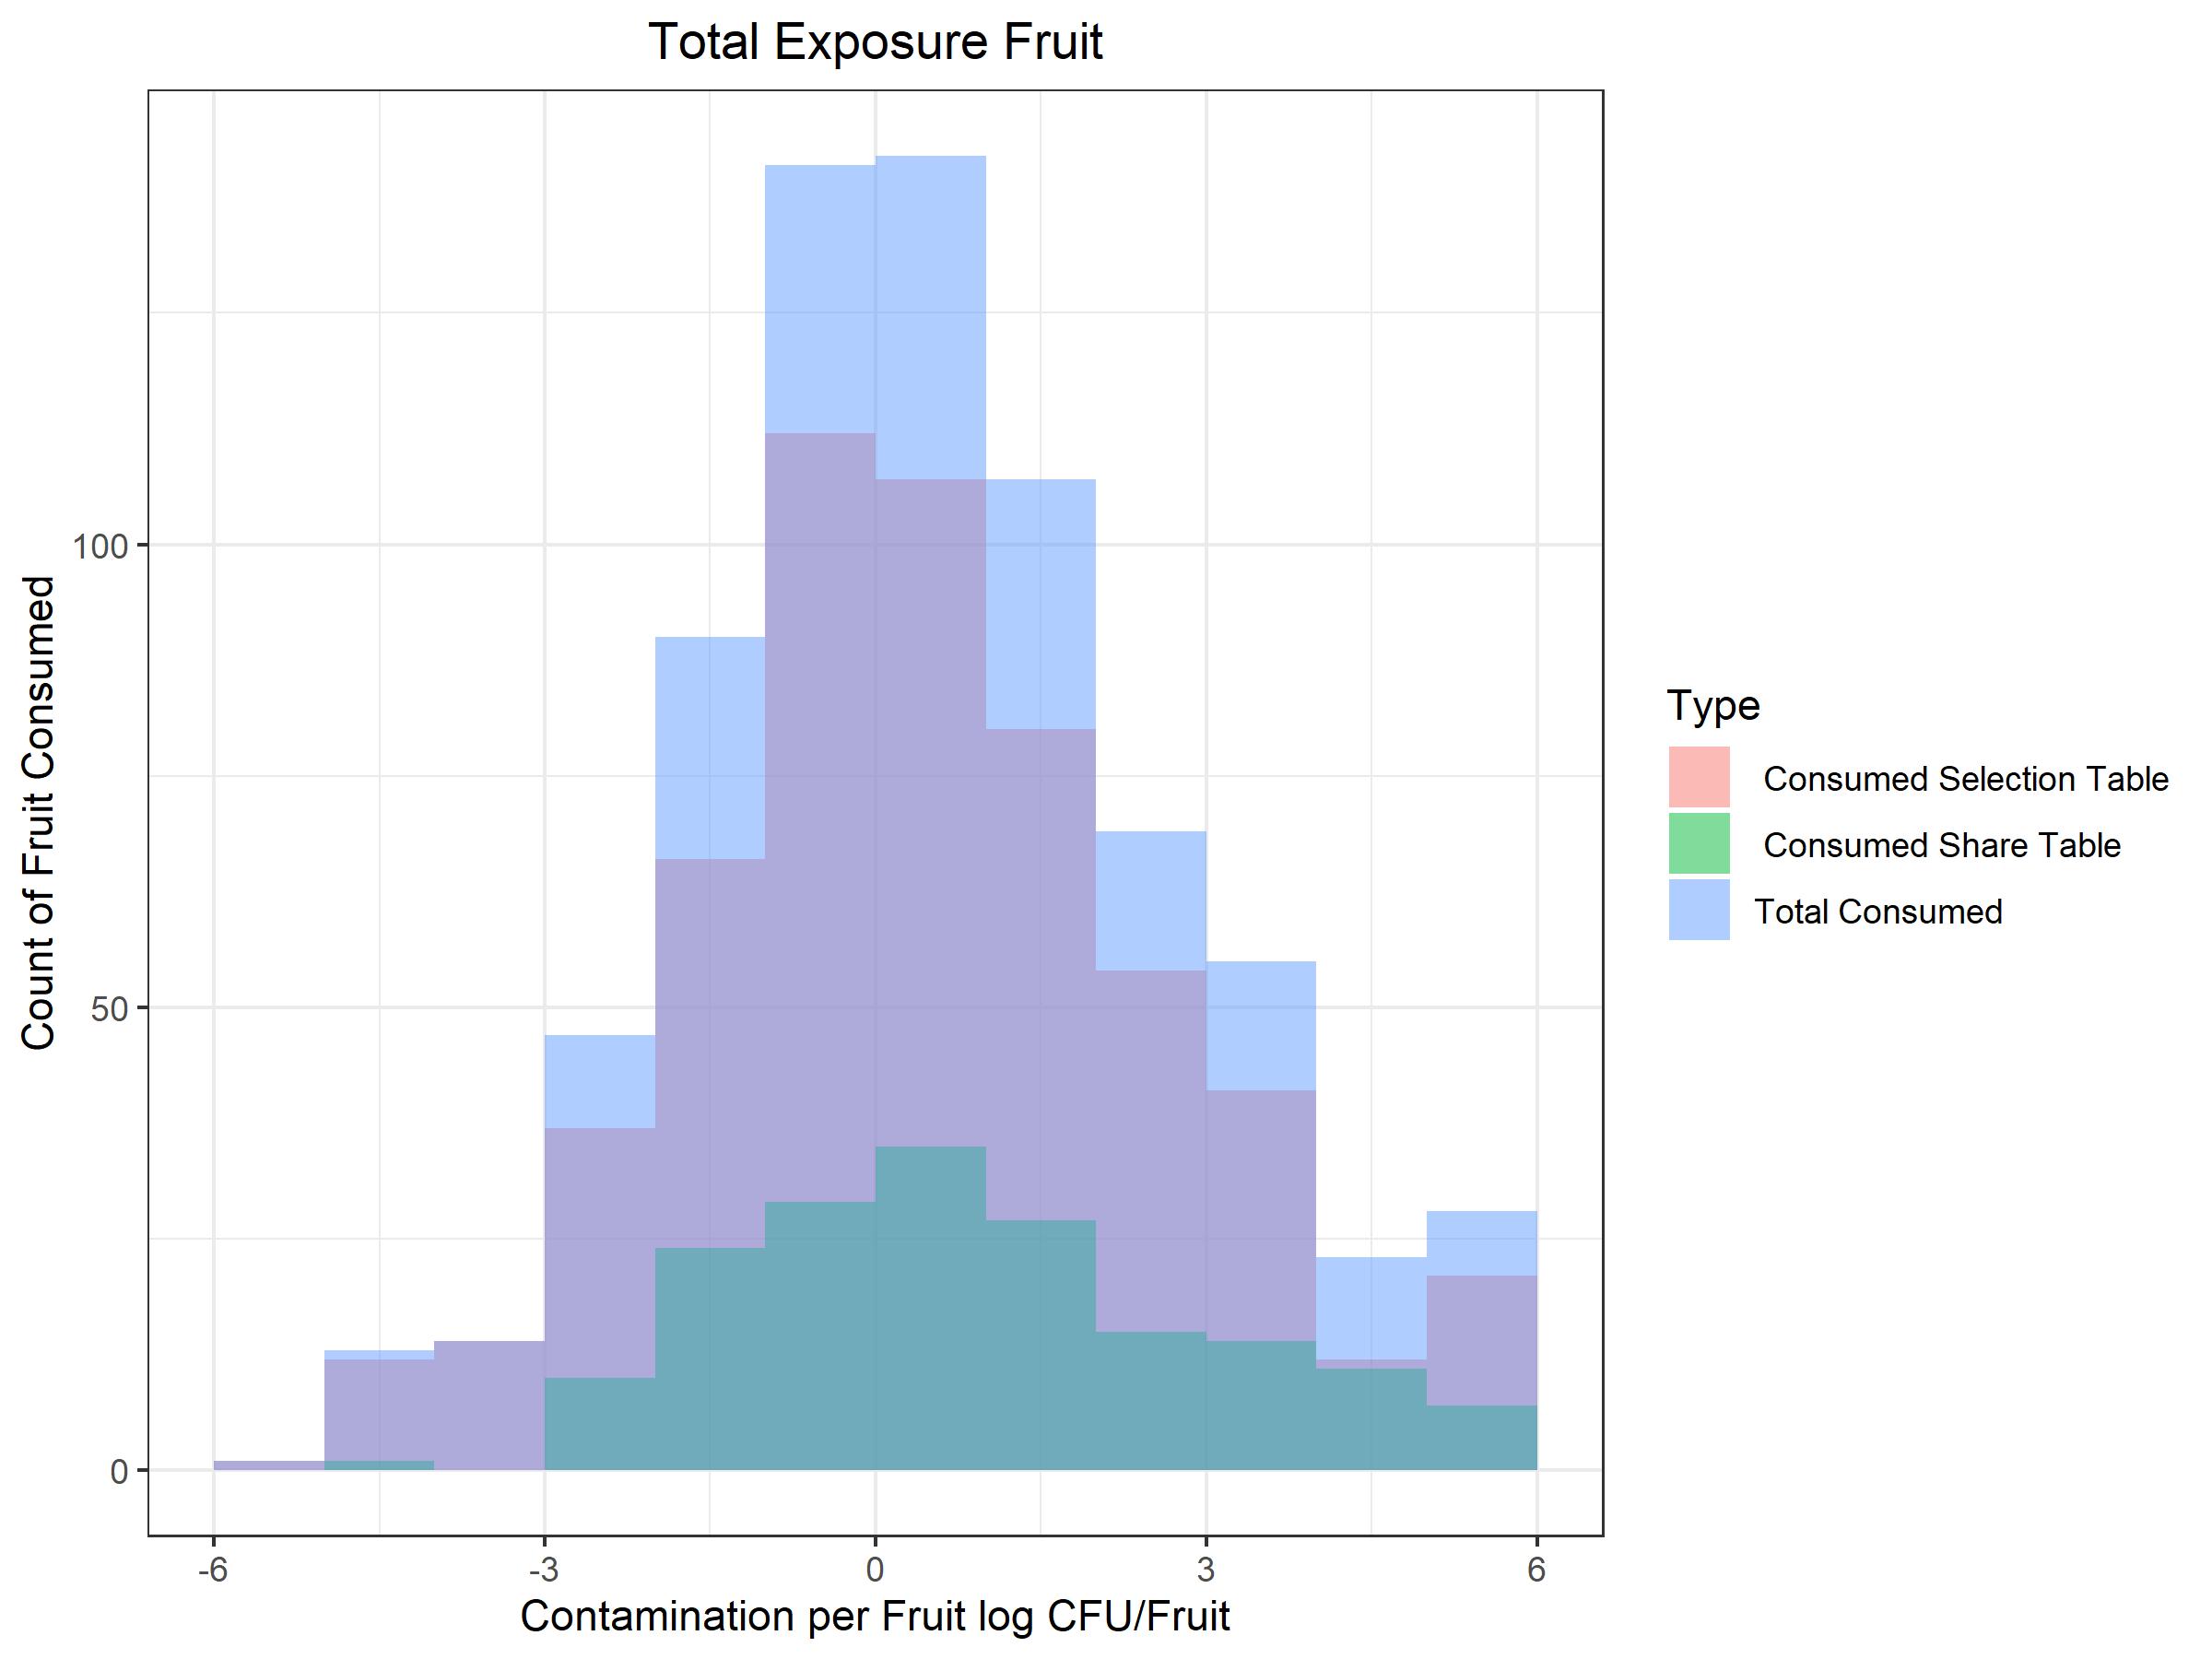 Total Exposure Fruit
Count of Fruit Consumed
100
50
0
-6
-3
0
3
6
Contamination per Fruit log CFU/Fruit
Type
Consumed Selection Table
Consumed Share Table
Total Consumed